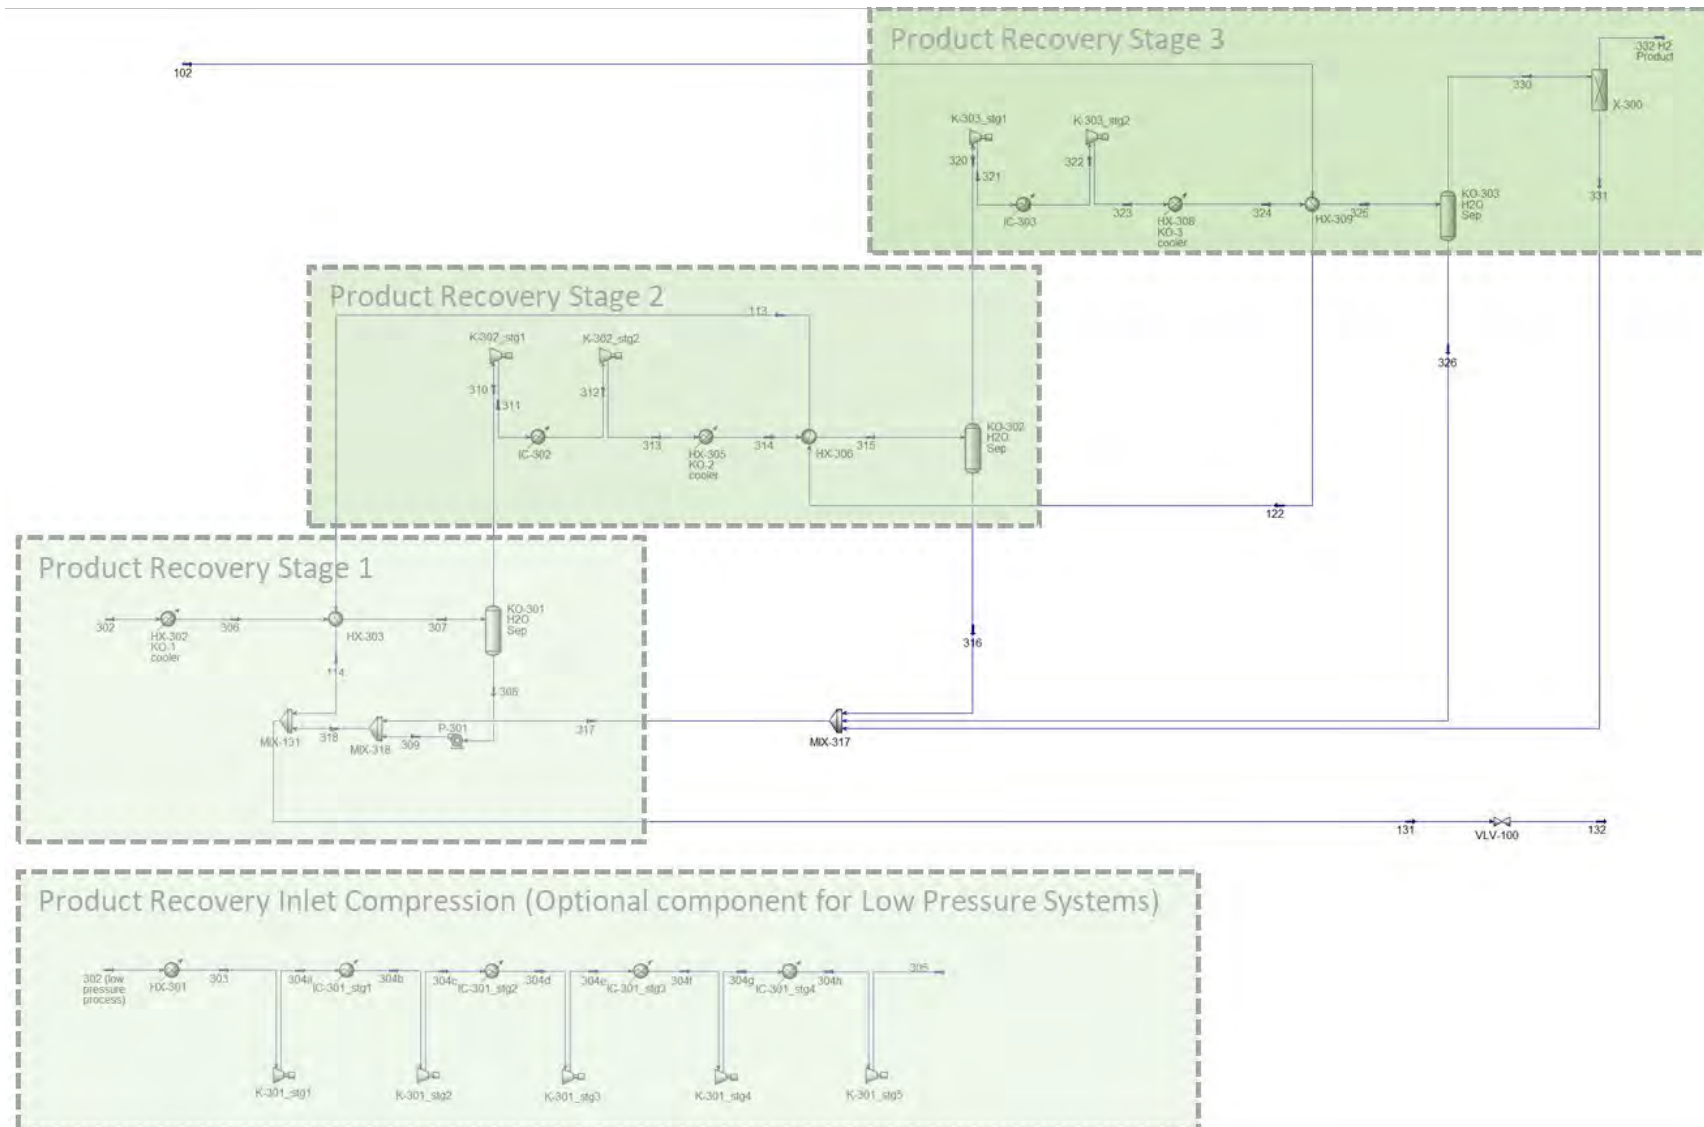 Product Recovery Stage 3
102
332 H2
Product
330
X-300
K-303_stg1
K-303_stg2
320
321
322
IC-303
323
HX-308
KO-3
cooler
324
HX-309
325
KO-303
H2O
Sep
331
Product Recovery Stage 2
113
K-302_stg1
K-302_stg2
310
311
312
IC-302
313
HX-305
KO-2
cooler
314
HX-306
315
KO-302
H2O
Sep
326
122
Product Recovery Stage 1
302
HX-302
KO-1
cooler
306
HX-303
307
KO-301
H2O
Sep
114
308
316
MIX-131
318
MIX-318
309
P-301
317
MIX-317
131
VLV-100
132
Product Recovery Inlet Compression (Optional component for Low Pressure Systems)
302 (low
pressure
process)
HX-301
303
304a
IC-301_stg1
304b
304c
IC-301_stg2
304d
304e
IC-301_stg3
304f
304g
IC-301_stg4
304h
305
K-301_stg1
K-301_stg2
K-301_stg3
K-301_stg4
K-301_stg5